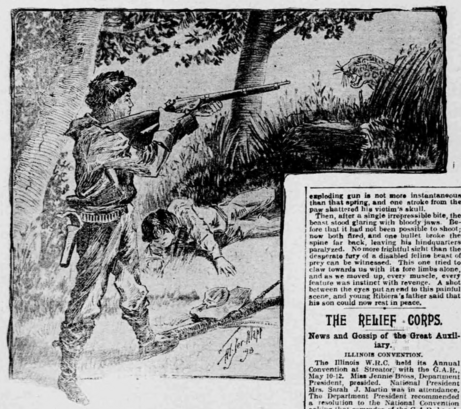 exploding gun is not more instantaneous
than that spring, and one stroke from the
paw shattered his victim's skull.
Then, after a single irrepressible bite, the
beast stood glaring with bloody jaws. Be-
fore that it had not been possible to shoot;
now both fired, and one bullet broke the
spine far back, leaving his hindquarters
paralyzed. No more frightful sight than the
desperate fury of a disabled feline beast of
prey can be witnessed. This one tried to
claw towards us with its fore limbs alone,
and as we moved up, every muscle, every
feature was instinct with revenge. A shot
between the eyes put an end to this painful
scene, and young Ribiera's father said that
his son could now rest in peace.
THE RELIEF CORPS.
News and Gossip of the Great Auxil-
iary.
ILLINOIS CONVENTION.
The Illinois W.R.C. held its Annual
Convention at Streator, with the G.A.R.,
May 10-12. Miss Jennie Bross, Department
President, presided. National President
Mrs. Sarah J. Martin was in attendance.
The Department President recommended
a resolution to the National Convention